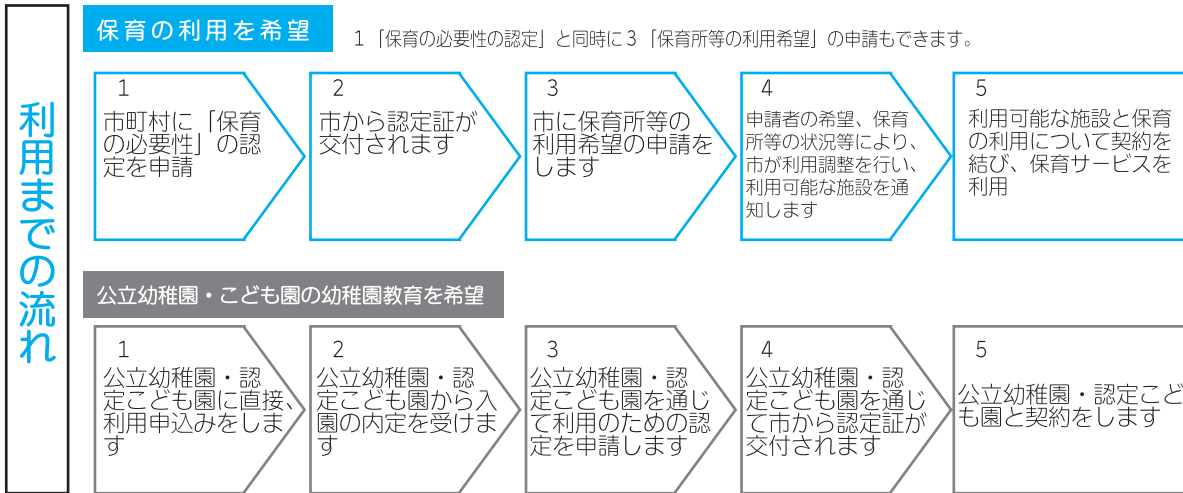 利用までの流れ
保育の利用を希望
1「保育の必要性の認定」と同時に3「保育所等の利用希望」の申請もできます。
1
市町村に「保育
の必要性」の認
定を申請
2
市から認定証が
交付されます
3
市に保育所等の
利用希望の申請を
します
4
申請者の希望、保育
所等の状況等により、
市が利用調整を行い、
利用可能な施設を通
知します
5
利用可能な施設と保育
の利用について契約を
結び、保育サービスを
利用
公立幼稚園・こども園の幼稚園教育を希望
1
公立幼稚園・認
定こども園に直接、
利用申込みをしま
す
2
公立幼稚園・認
定こども園から入
園の内定を受けま
す
3
公立幼稚園・認
定こども園を通じ
て利用のための認
定を申請します
4
公立幼稚園・認
定こども園を通じ
て市から認定証が
交付されます
5
公立幼稚園・認定こど
も園と契約をします